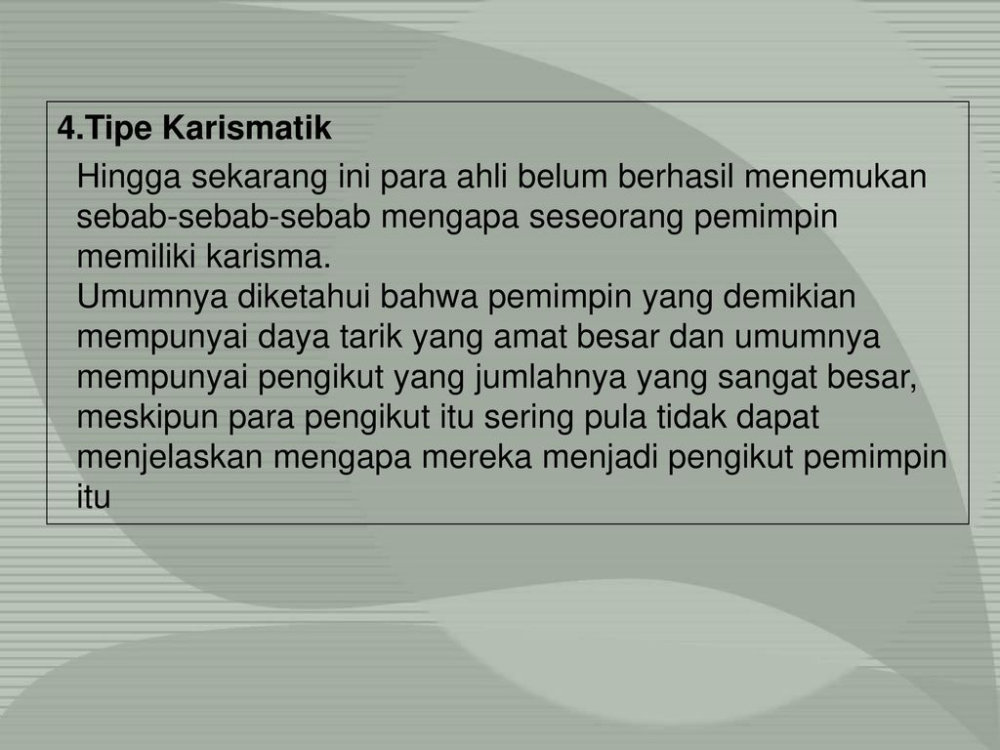 4.Tipe Karismatik
Hingga sekarang ini para ahli belum berhasil menemukan
sebab-sebab-sebab mengapa seseorang pemimpin
memiliki karisma.
Umumnya diketahui bahwa pemimpin yang demikian
mempunyai daya tarik yang amat besar dan umumnya
mempunyai pengikut yang jumlahnya yang sangat besar,
meskipun para pengikut itu sering pula tidak dapat
menjelaskan mengapa mereka menjadi pengikut pemimpin
itu